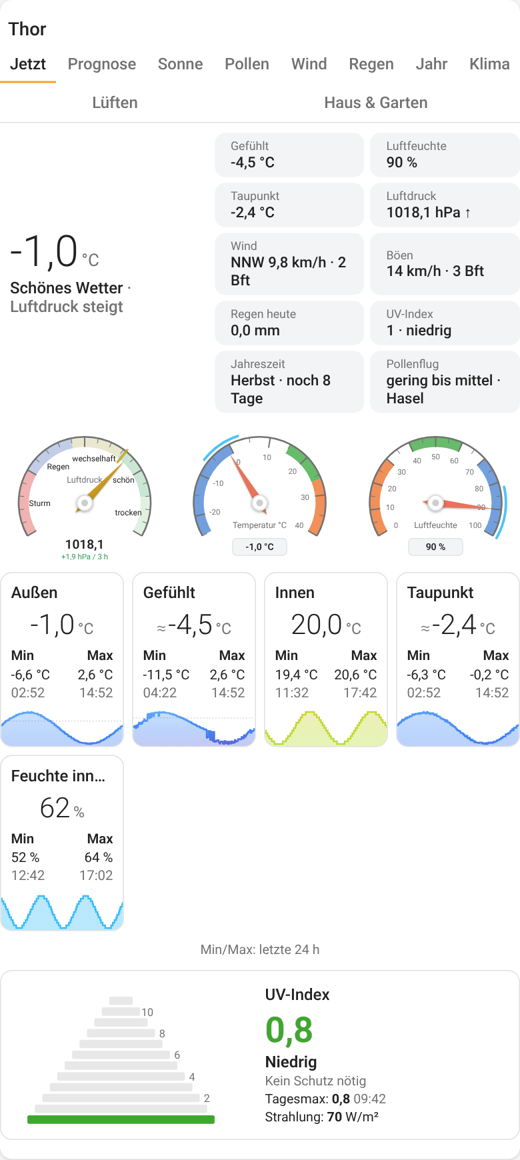 Thor
Jetzt Prognose Sonne Pollen Wind Regen Jahr Klima
Lüften Haus & Garten
-1,0 °C
Schönes Wetter ·
Luftdruck steigt
Gefühlt
-4,5 °C
Luftfeuchte
90 %
Taupunkt
-2,4 °C
Luftdruck
1018,1 hPa ↑
Wind
NNW 9,8 km/h · 2
Bft
Böen
14 km/h · 3 Bft
Regen heute
0,0 mm
UV-Index
1 · niedrig
Jahreszeit
Herbst · noch 8
Tage
Pollenflug
gering bis mittel ·
Hasel
Sturm
Regen
wechselhaft
schön
trocken
Luftdruck
1018,1
+1,9 hPa / 3 h
-20
-10
0
10
20
30
40
Temperatur °C
-1,0 °C
0
10
20
30
40
50
60
70
80
90
100
Luftfeuchte
90 %
Außen
-1,0 °C
Min Max
-6,6 °C 2,6 °C
02:52 14:52
Gefühlt
≈-4,5 °C
Min Max
-11,5 °C 2,6 °C
04:22 14:52
Innen
20,0 °C
Min Max
19,4 °C 20,6 °C
11:32 17:42
Taupunkt
≈-2,4 °C
Min Max
-6,3 °C -0,2 °C
02:52 14:52
Feuchte inn…
62 %
Min Max
52 % 64 %
12:42 17:02
Min/Max: letzte 24 h
10
8
6
4
2
UV-Index
0,8
Niedrig
Kein Schutz nötig
Tagesmax: 0,8 09:42
Strahlung: 70 W/m²